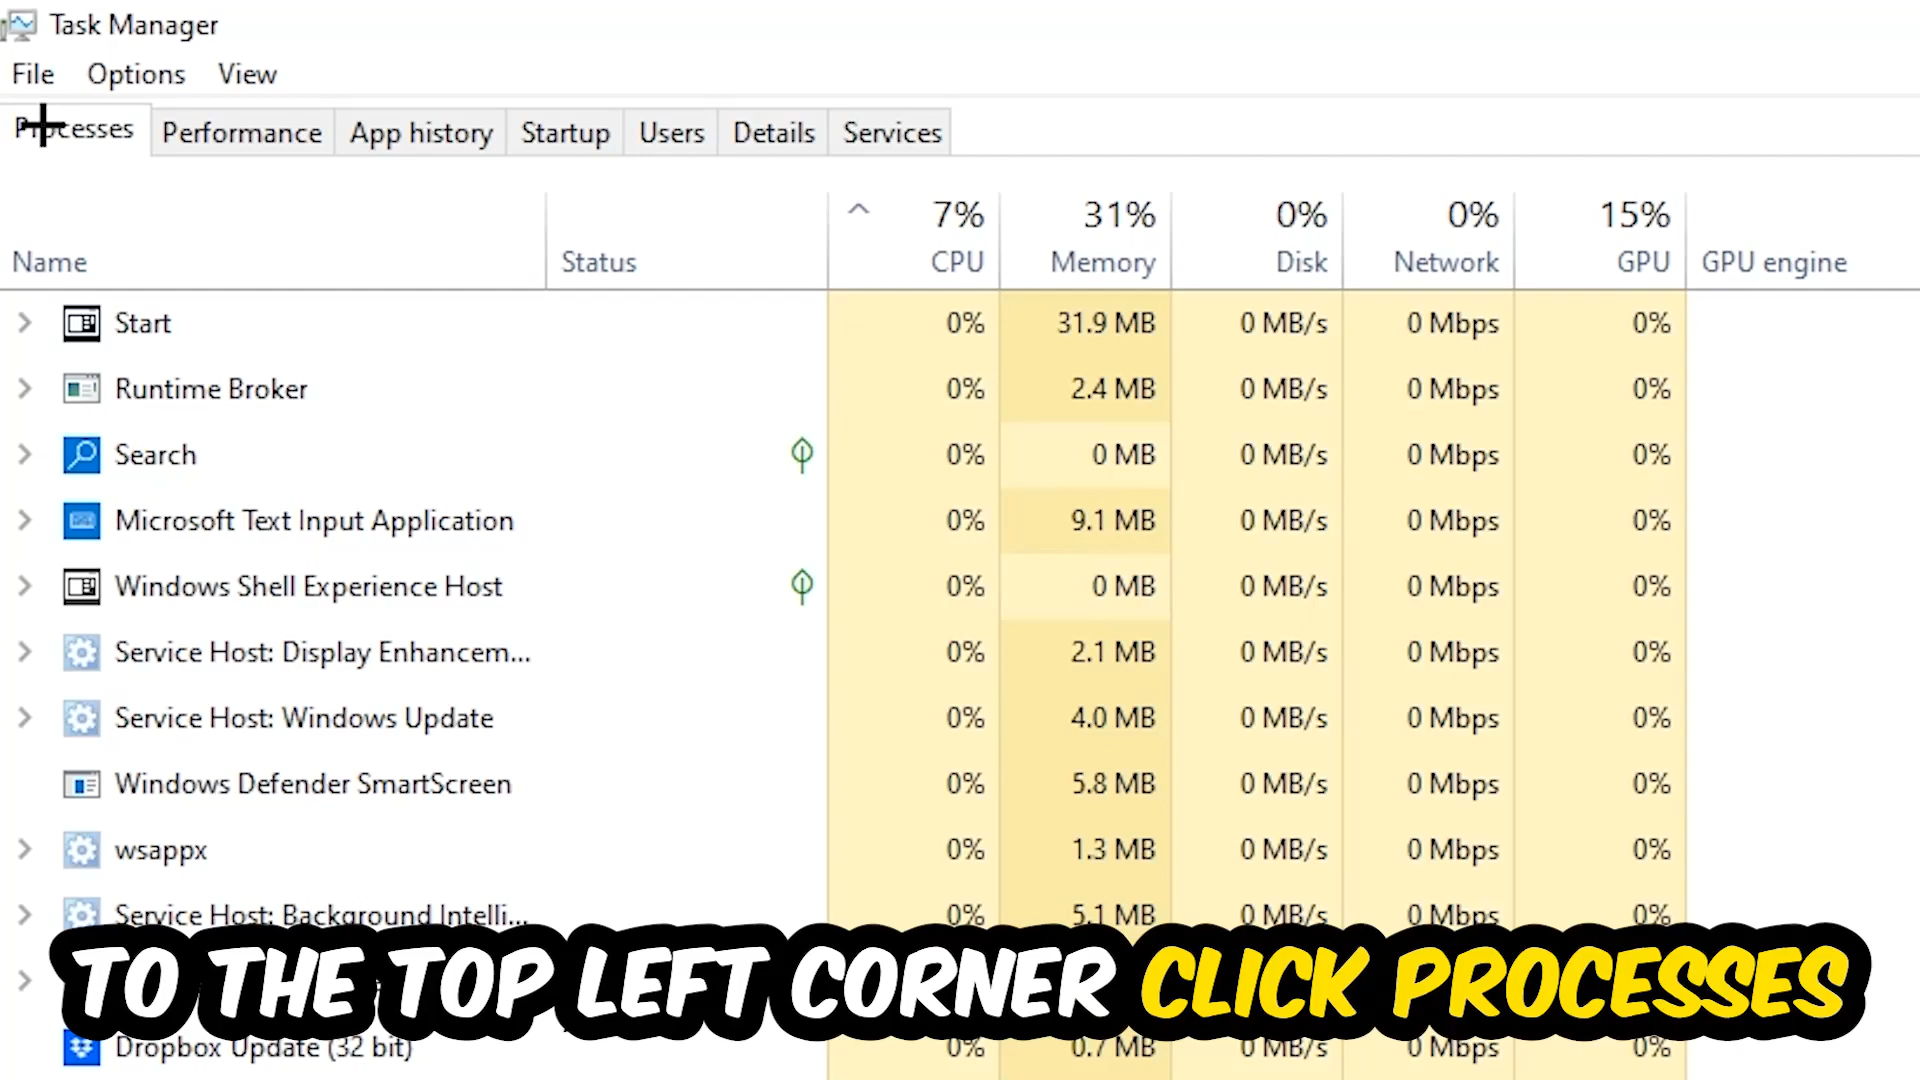 Task Manager
File Options View
Processes Performance App history Startup Users Details Services
7% 31% 0% 0% 15%
Name Status CPU Memory Disk Network GPU GPU engine
Start 0% 31.9 MB 0 MB/s 0 Mbps 0%
Runtime Broker 0% 2.4 MB 0 MB/s 0 Mbps 0%
Search 0% 0 MB 0 MB/s 0 Mbps 0%
Microsoft Text Input Application 0% 9.1 MB 0 MB/s 0 Mbps 0%
Windows Shell Experience Host 0% 0 MB 0 MB/s 0 Mbps 0%
Service Host: Display Enhancem... 0% 2.1 MB 0 MB/s 0 Mbps 0%
Service Host: Windows Update 0% 4.0 MB 0 MB/s 0 Mbps 0%
Windows Defender SmartScreen 0% 5.8 MB 0 MB/s 0 Mbps 0%
wsappx 0% 1.3 MB 0 MB/s 0 Mbps 0%
Service Host: Background Intelli... 0% 5.1 MB 0 MB/s 0 Mbps 0%
TO THE TOP LEFT CORNER CLICK PROCESSES
Dropbox Update (32 bit) 0% 0.7 MB 0 MB/s 0 Mbps 0%